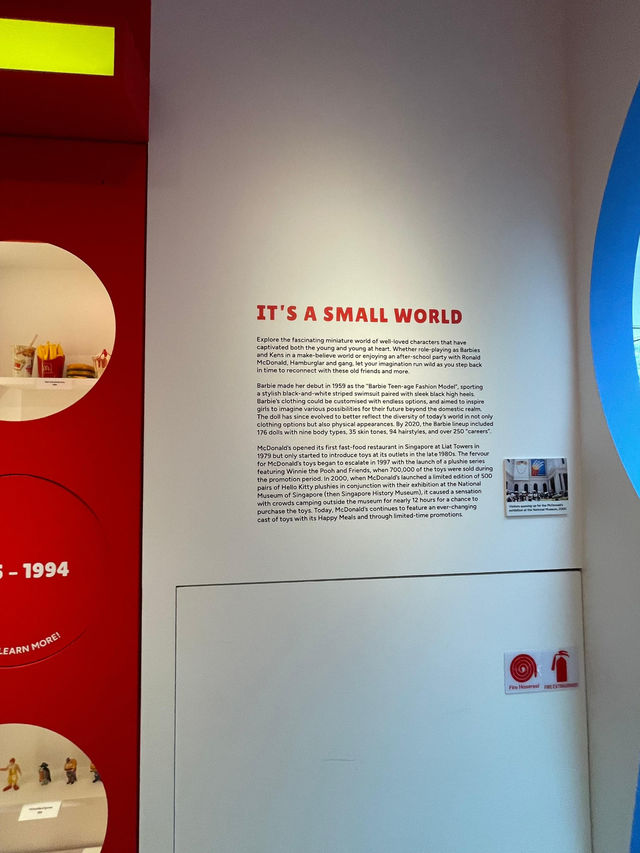 IT'S A SMALL WORLD
Explore the fascinating miniature world of well-loved characters that have
captivated both the young and young at heart. Whether role-playing as Barbies
and Kens in a make-believe world or enjoying an after-school party with Ronald
McDonald, Hamburglar and gang, let your imagination run wild as you step back
in time to reconnect with these old friends and more.
Barbie made her debut in 1959 as the "Barbie Teen-age Fashion Model", sporting
a stylish black-and-white striped swimsuit paired with sleek black high heels.
Barbie's clothing could be customised with endless options, and aimed to inspire
girls to imagine various possibilities for their future beyond the domestic realm.
The doll has since evolved to better reflect the diversity of today's world in not only
clothing options but also physical appearances. By 2020, the Barbie lineup included
176 dolls with nine body types, 35 skin tones, 94 hairstyles, and over 250 "careers".
McDonald's opened its first fast-food restaurant in Singapore at Liat Towers in
1979 but only started to introduce toys at its outlets in the late 1980s. The fervour
for McDonald's toys began to escalate in 1997 with the launch of a plushie series
featuring Winnie the Pooh and Friends, when 700,000 of the toys were sold during
the promotion period. In 2000, when McDonald's launched a limited edition of 500
pairs of Hello Kitty plushies in conjunction with their exhibition at the National
Museum of Singapore (then Singapore History Museum), it caused a sensation
with crowds camping outside the museum for nearly 12 hours for a chance to
purchase the toys. Today, McDonald's continues to feature an ever-changing
cast of toys with its Happy Meals and through limited-time promotions.
Visitors queuing up for the McDonald's
exhibition at the National Museum, 2000.
– 1994
LEARN MORE!
Fire Hosereel
FIRE EXTINGUISHER